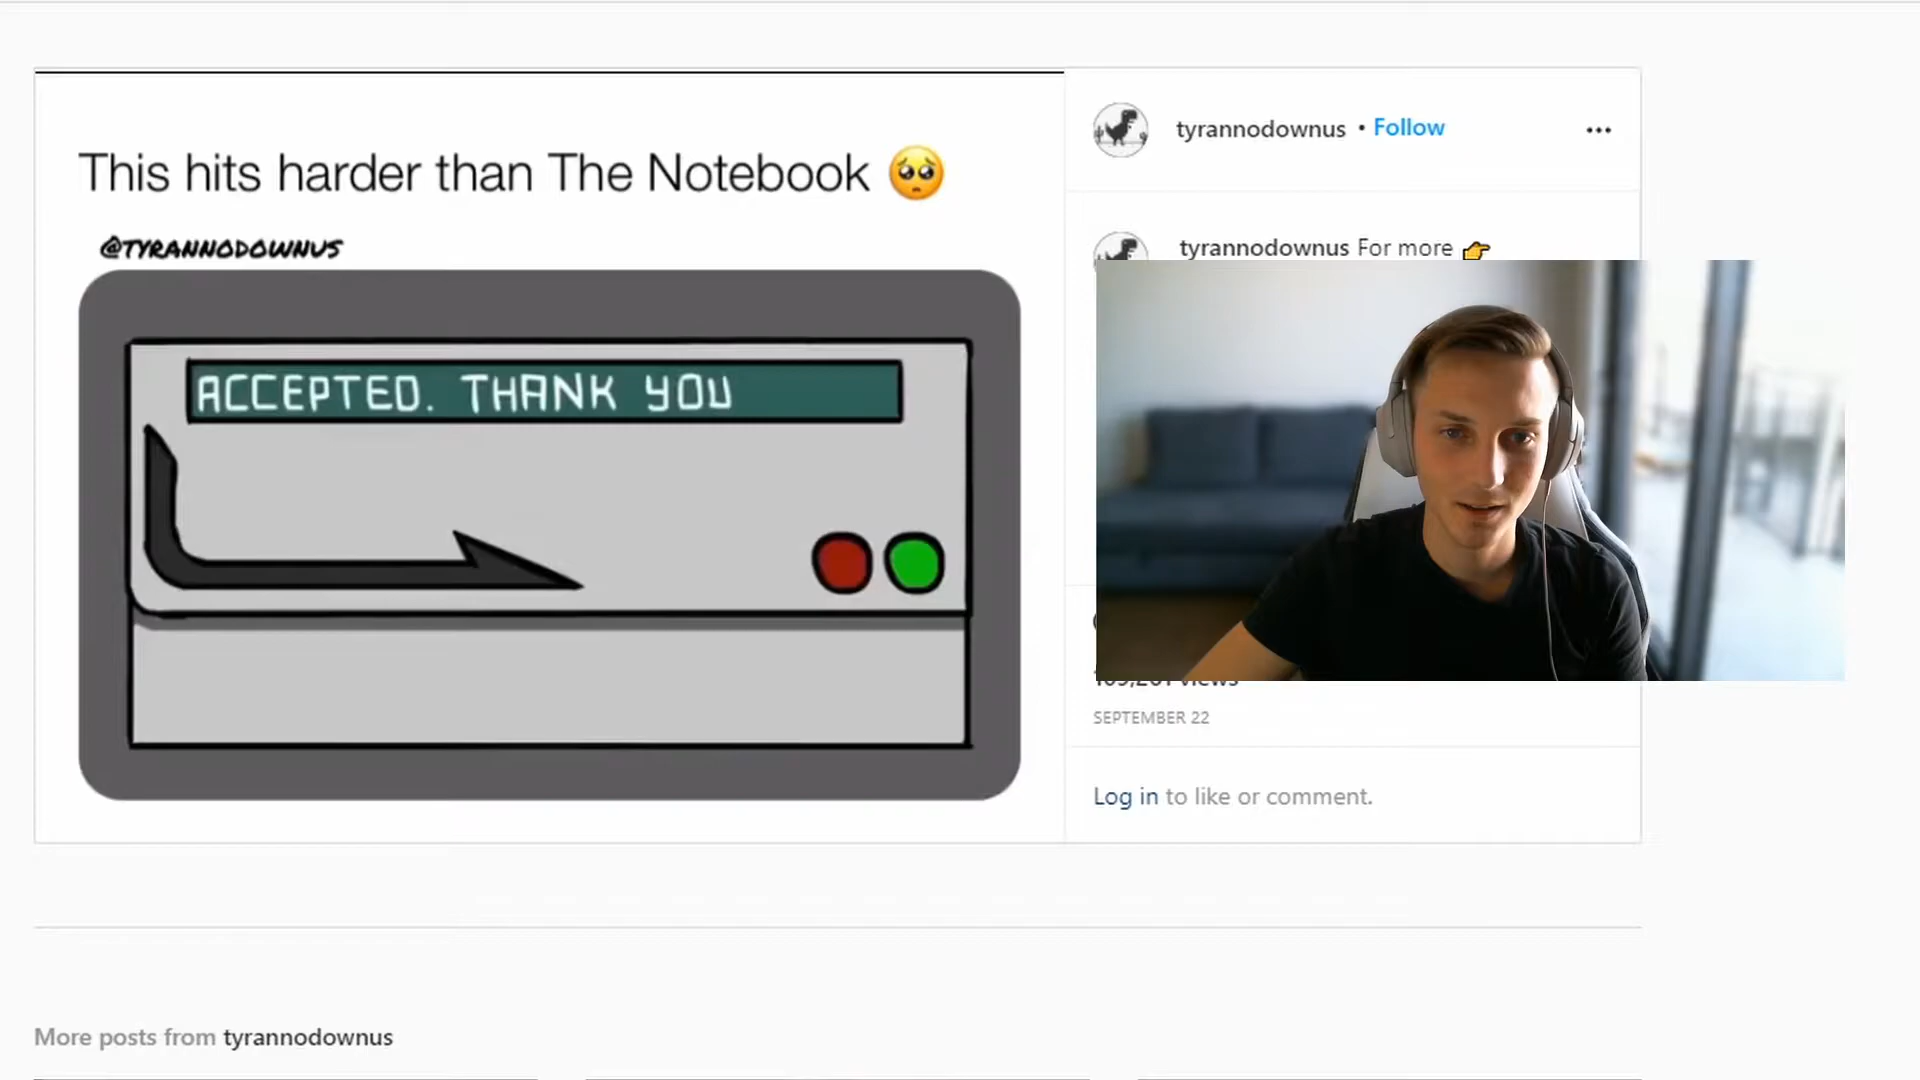 This hits harder than The Notebook 🥺
@TYRANNODOWNUS
ACCEPTED. THANK YOU
tyrannodownus • Follow
tyrannodownus For more 👉
views
SEPTEMBER 22
Log in to like or comment.
More posts from tyrannodownus